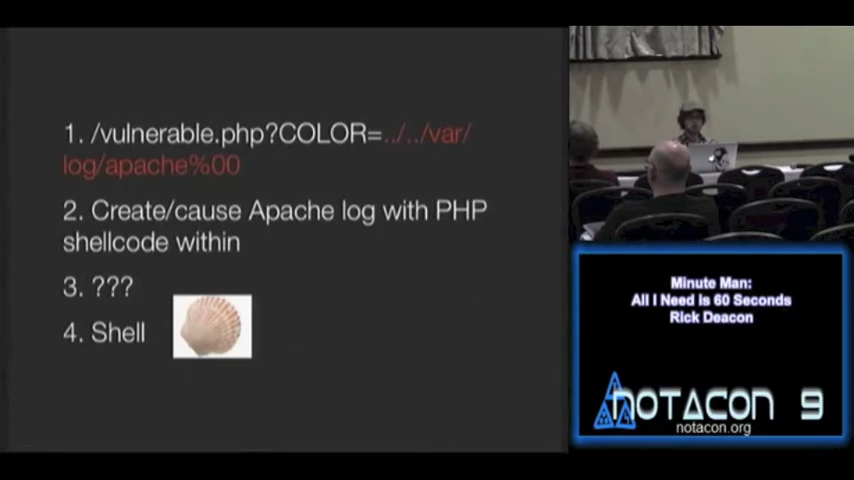 1. /vulnerable.php?COLOR=../../var/
log/apache%00
2. Create/cause Apache log with PHP
shellcode within
3. ???
4. Shell
Minute Man:
All I Need is 60 Seconds
Rick Deacon
NOTACON 9
notacon.org